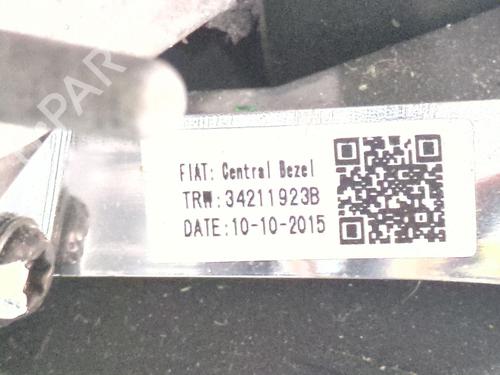 FIAT: Central Bezel
TRW:34211923B
DATE:10-10-2015